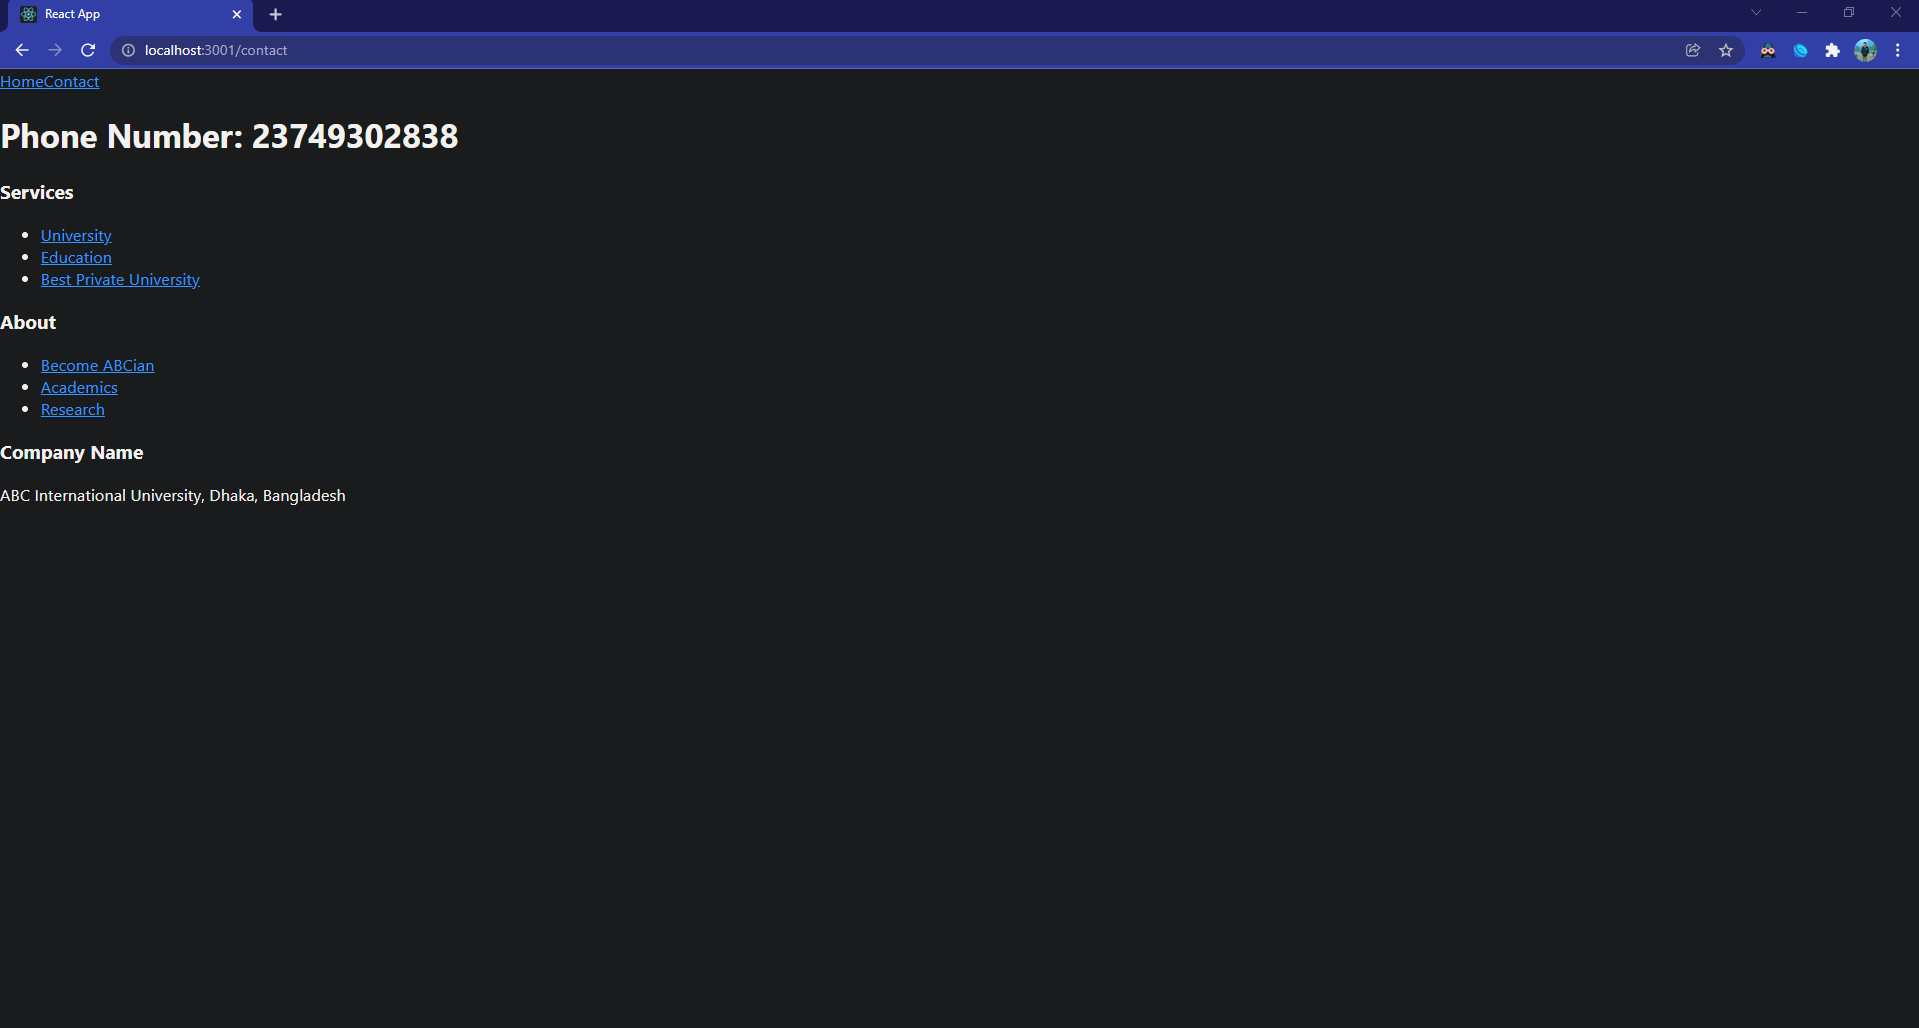 React App
localhost:3001/contact
HomeContact
Phone Number: 23749302838
Services
University
Education
Best Private University
About
Become ABCian
Academics
Research
Company Name
ABC International University, Dhaka, Bangladesh